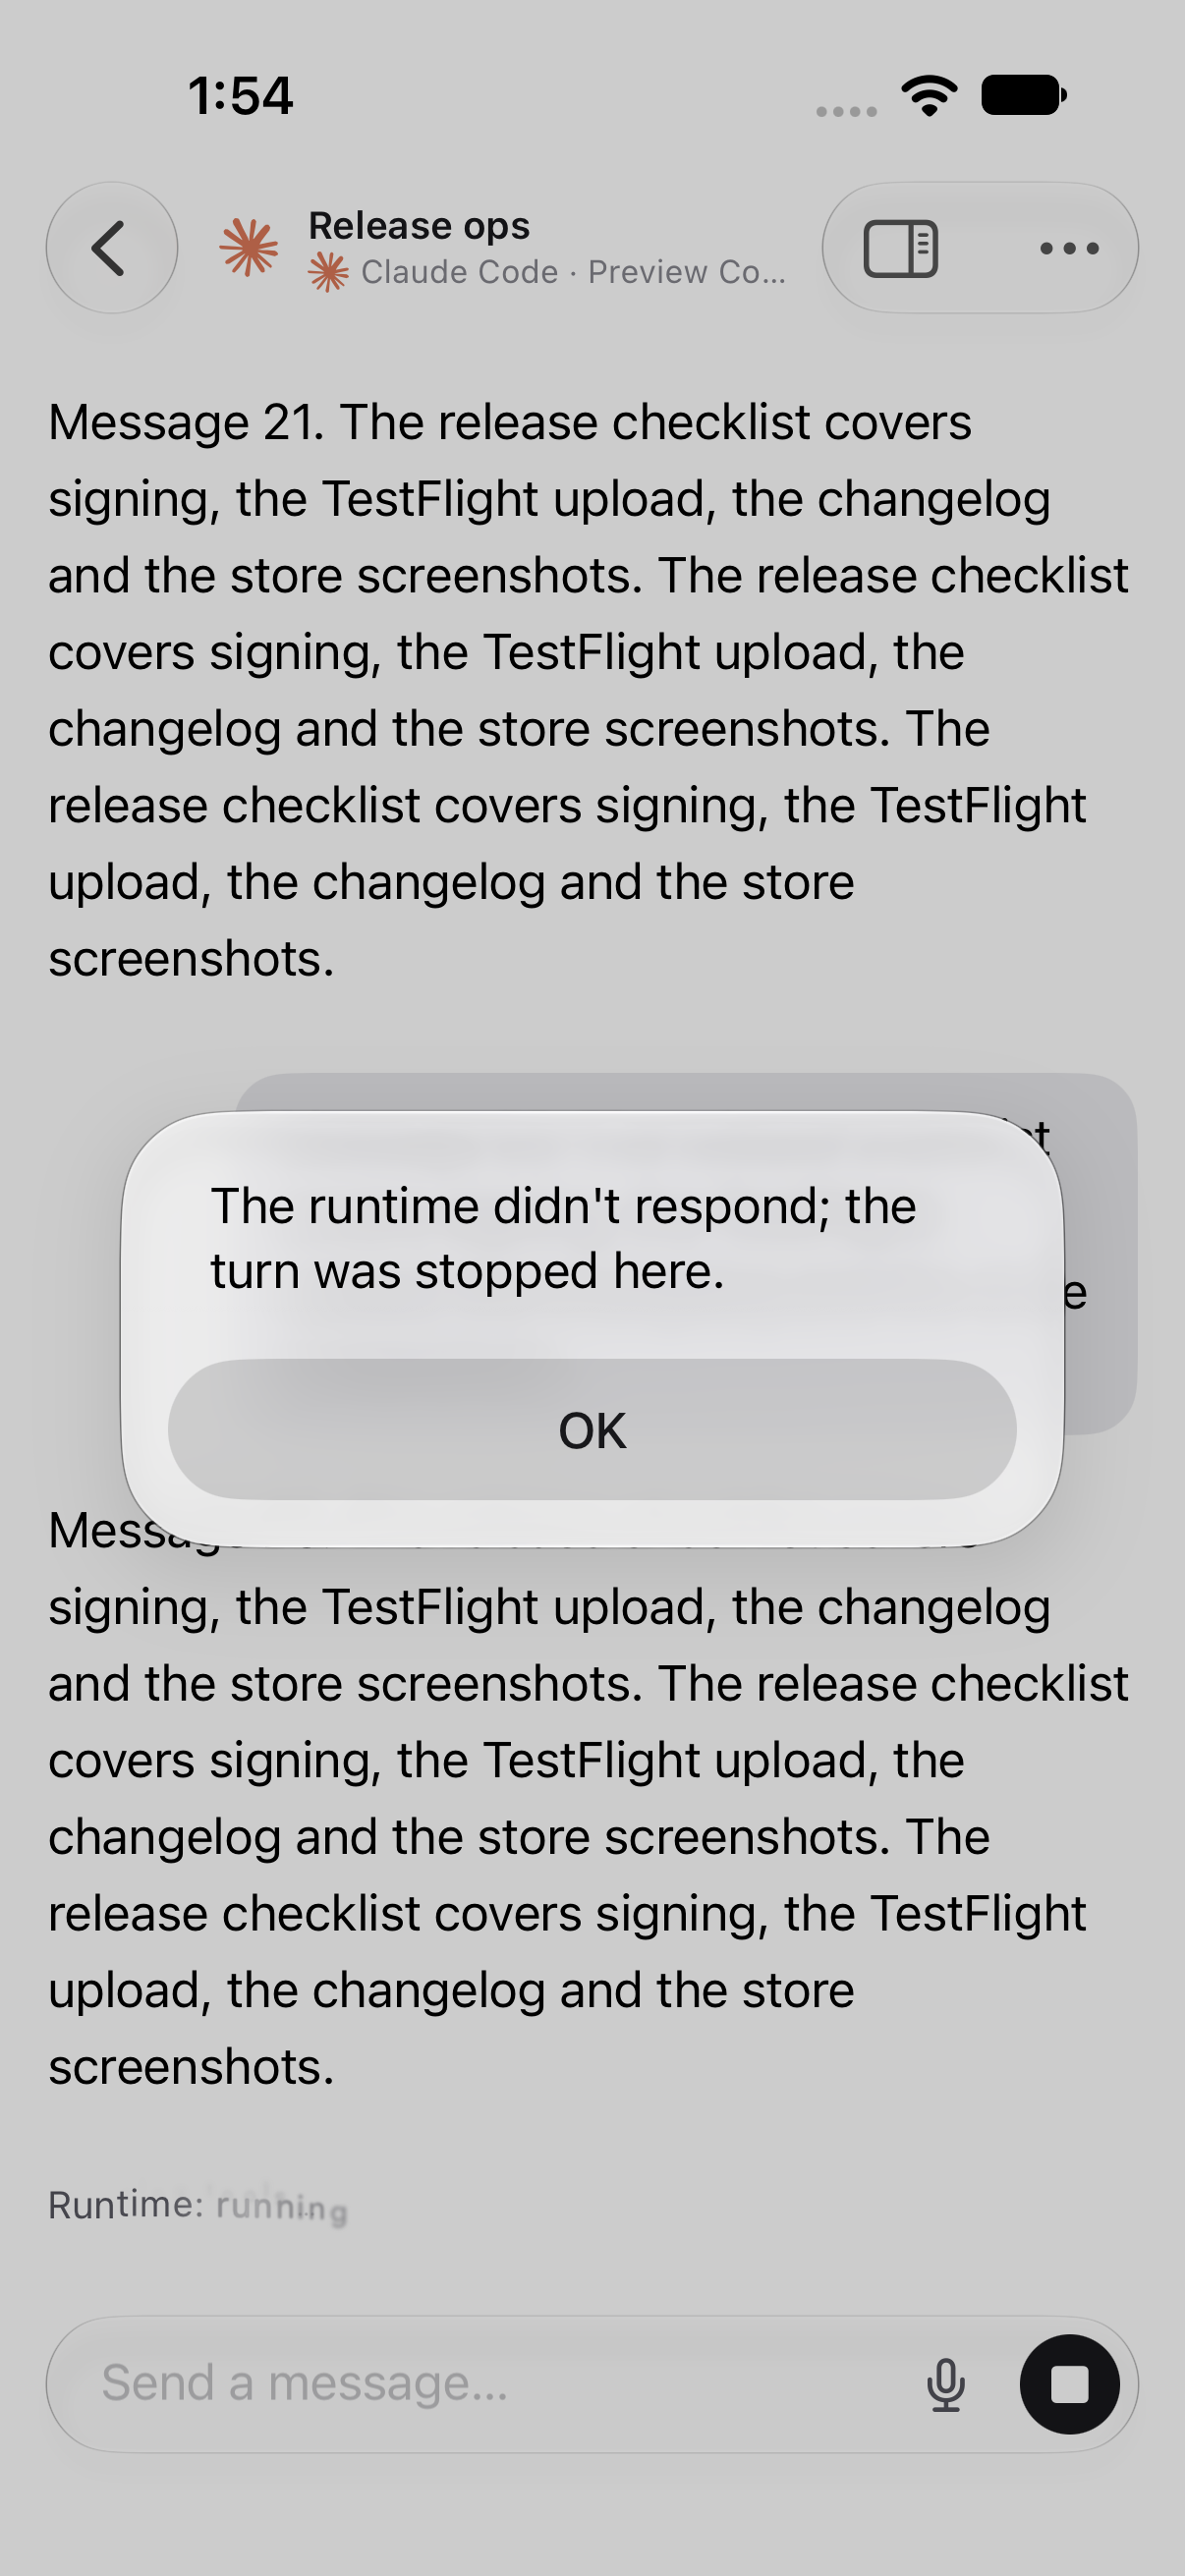 1:54
Release ops
Claude Code · Preview Co...
Message 21. The release checklist covers
signing, the TestFlight upload, the changelog
and the store screenshots. The release checklist
covers signing, the TestFlight upload, the
changelog and the store screenshots. The
release checklist covers signing, the TestFlight
upload, the changelog and the store
screenshots.
The runtime didn't respond; the
turn was stopped here.
OK
signing, the TestFlight upload, the changelog
and the store screenshots. The release checklist
covers signing, the TestFlight upload, the
changelog and the store screenshots. The
release checklist covers signing, the TestFlight
upload, the changelog and the store
screenshots.
Runtime: running
Send a message...